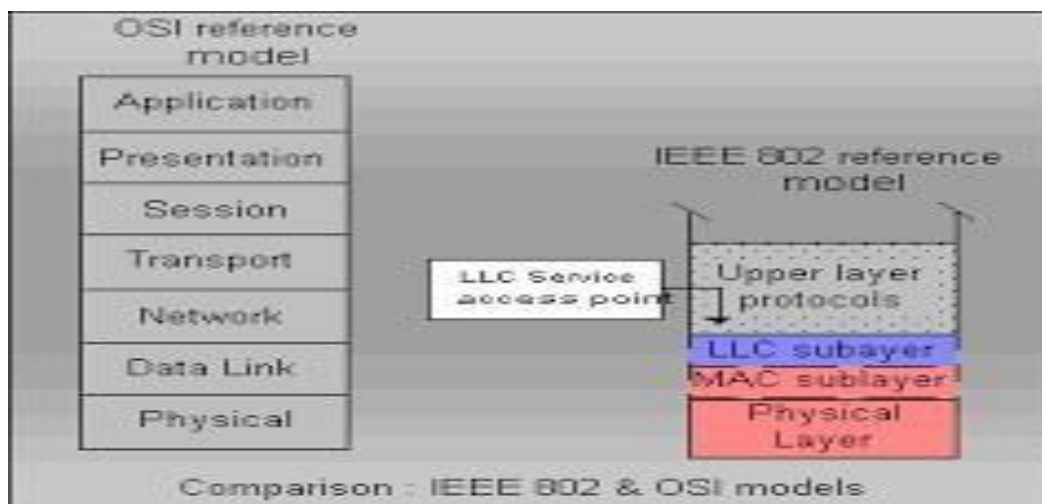 OSI reference
model
Application
Presentation
Session
Transport
Network
Data Link
Physical
IEEE 802 reference
model
LLC Service
access point
Upper layer
protocols
LLC subayer
MAC sublayer
Physical
Layer
Comparison : IEEE 802 & OSI models